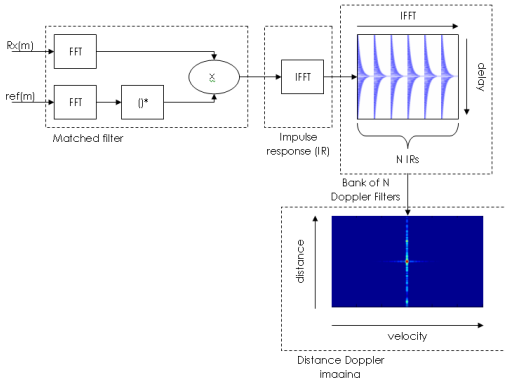 Rx(m)
FFT
ref(m)
FFT
()*
x
Matched filter
IFFT
Impulse
response (IR)
IFFT
delay
N IRs
Bank of N
Doppler Filters
distance
velocity
Distance Doppler
imaging